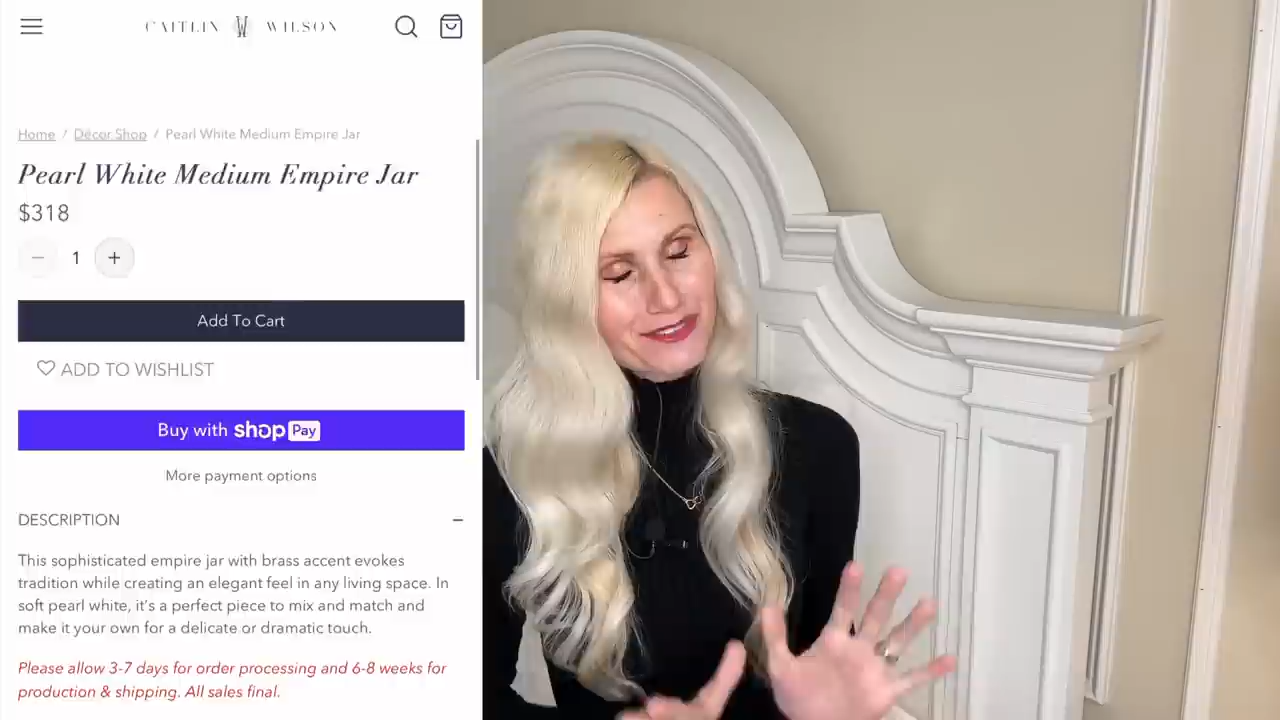 CAITLIN WILSON
Home / Décor Shop / Pearl White Medium Empire Jar
Pearl White Medium Empire Jar
$318
− 1 +
Add To Cart
ADD TO WISHLIST
Buy with shop Pay
More payment options
DESCRIPTION −
This sophisticated empire jar with brass accent evokes
tradition while creating an elegant feel in any living space. In
soft pearl white, it's a perfect piece to mix and match and
make it your own for a delicate or dramatic touch.
Please allow 3-7 days for order processing and 6-8 weeks for
production & shipping. All sales final.